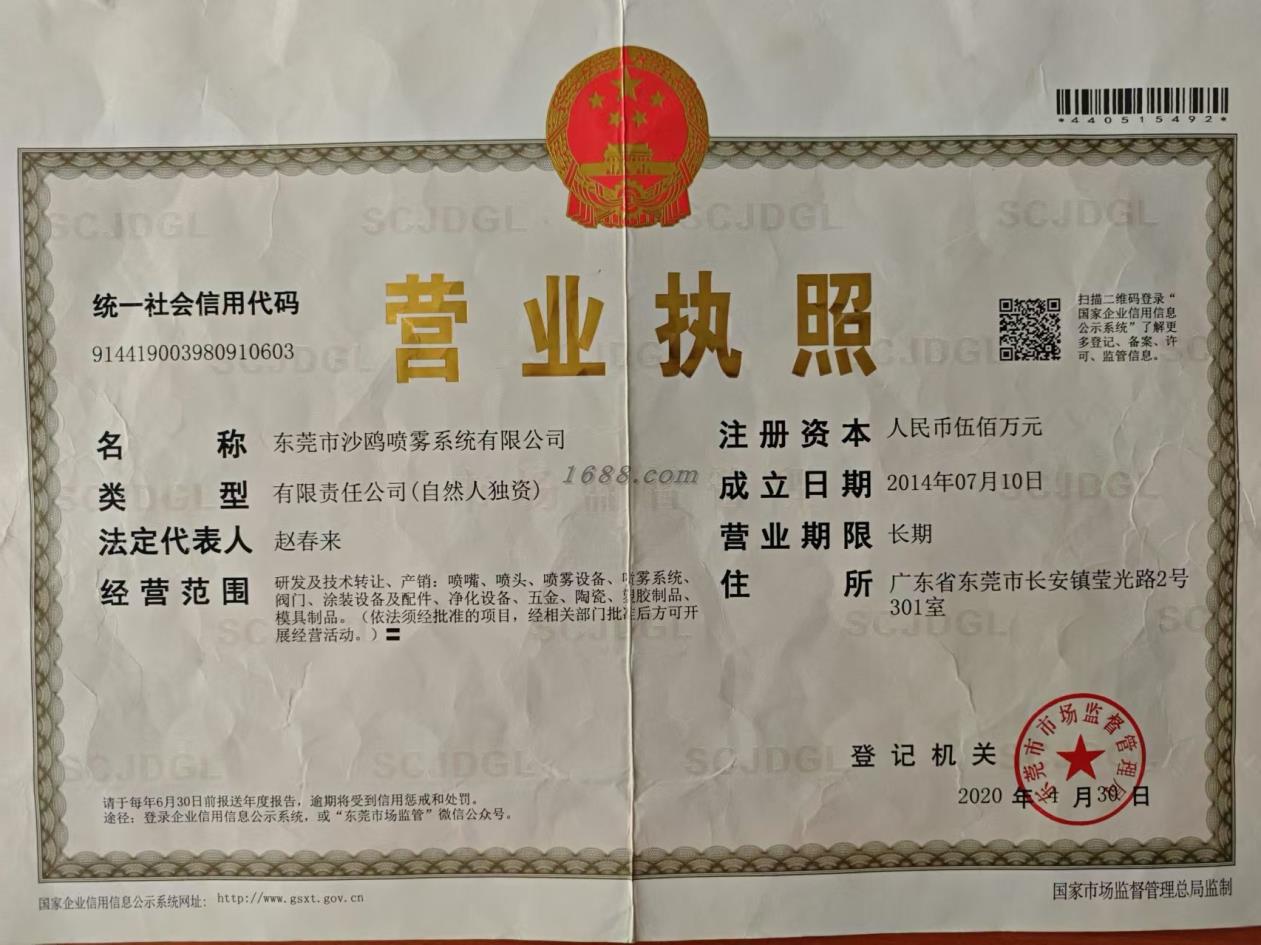 *440515492*
统一社会信用代码
914419003980910603
营业执照
扫描二维码登录“
国家企业信用信息
公示系统”了解更
多登记、备案、许
可、监管信息。
名称 东莞市沙鸥喷雾系统有限公司
类型 有限责任公司(自然人独资)
法定代表人 赵春来
经营范围 研发及技术转让、产销：喷嘴、喷头、喷雾设备、喷雾系统、
阀门、涂装设备及配件、净化设备、五金、陶瓷、塑胶制品、
模具制品。（依法须经批准的项目，经相关部门批准后方可开
展经营活动。）〓
1688.com
注册资本 人民币伍佰万元
成立日期 2014年07月10日
营业期限 长期
住所 广东省东莞市长安镇莹光路2号
301室
登记机关
东莞市市场监督管理局
2020 年 4 月 30 日
请于每年6月30日前报送年度报告，逾期将受到信用惩戒和处罚。
途径：登录企业信用信息公示系统，或“东莞市场监管”微信公众号。
国家企业信用信息公示系统网址：http://www.gsxt.gov.cn
国家市场监督管理总局监制
SCJDGL